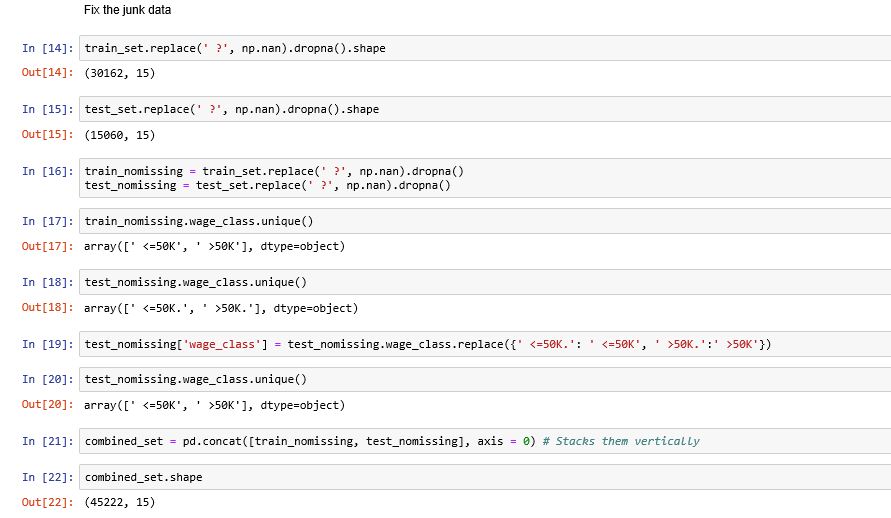 Fix the junk data
In [14]: train_set.replace(' ?', np.nan).dropna().shape
Out[14]: (30162, 15)
In [15]: test_set.replace(' ?', np.nan).dropna().shape
Out[15]: (15060, 15)
In [16]: train_nomissing = train_set.replace(' ?', np.nan).dropna()
test_nomissing = test_set.replace(' ?', np.nan).dropna()
In [17]: train_nomissing.wage_class.unique()
Out[17]: array([' <=50K', ' >50K'], dtype=object)
In [18]: test_nomissing.wage_class.unique()
Out[18]: array([' <=50K.', ' >50K.'], dtype=object)
In [19]: test_nomissing['wage_class'] = test_nomissing.wage_class.replace({' <=50K.': ' <=50K', ' >50K.':' >50K'})
In [20]: test_nomissing.wage_class.unique()
Out[20]: array([' <=50K', ' >50K'], dtype=object)
In [21]: combined_set = pd.concat([train_nomissing, test_nomissing], axis = 0) # Stacks them vertically
In [22]: combined_set.shape
Out[22]: (45222, 15)